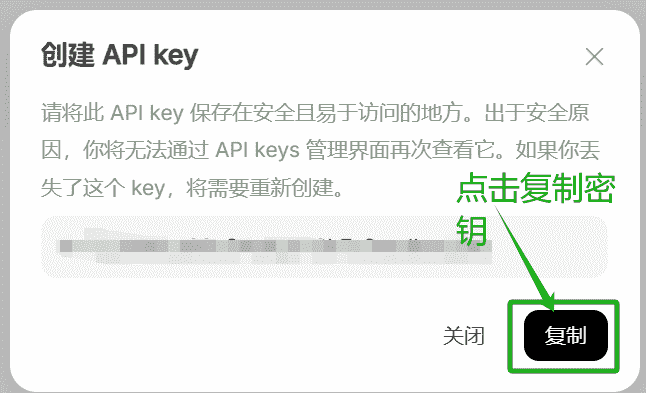 创建 API key
请将此 API key 保存在安全且易于访问的地方。出于安全原
因，你将无法通过 API keys 管理界面再次查看它。如果你丢
失了这个 key，将需要重新创建。
点击复制密
钥
关闭
复制